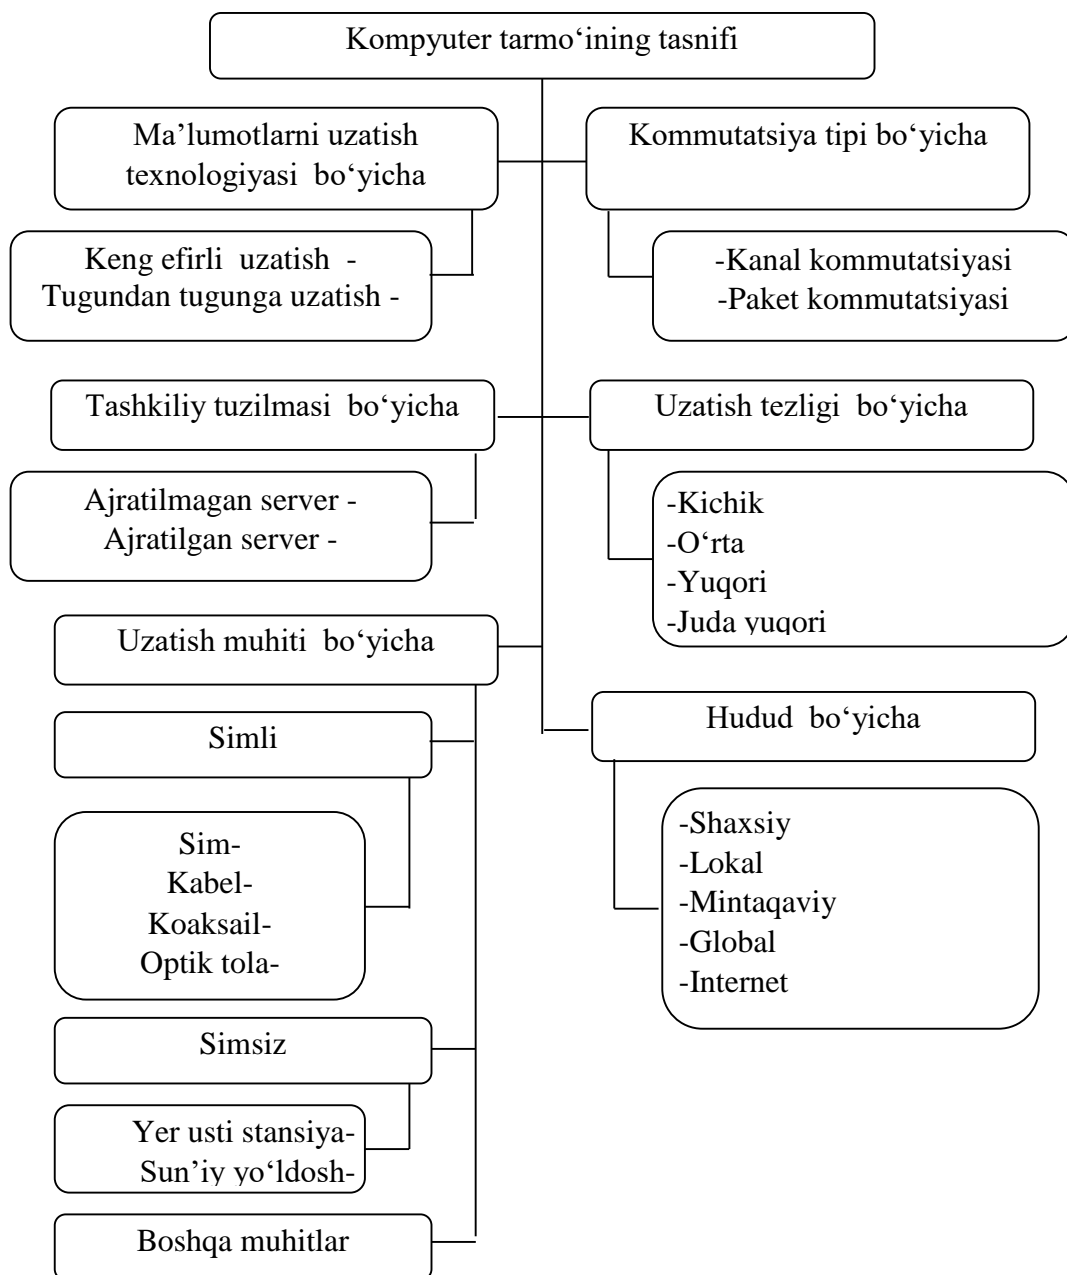 Kompyuter tarmo‘ining tasnifi
Ma’lumotlarni uzatish
texnologiyasi bo‘yicha
Kommutatsiya tipi bo‘yicha
Keng efirli uzatish -
Tugundan tugunga uzatish -
-Kanal kommutatsiyasi
-Paket kommutatsiyasi
Tashkiliy tuzilmasi bo‘yicha
Uzatish tezligi bo‘yicha
Ajratilmagan server -
Ajratilgan server -
-Kichik
-O‘rta
-Yuqori
-Juda yuqori
Uzatish muhiti bo‘yicha
Hudud bo‘yicha
Simli
Sim-
Kabel-
Koaksail-
Optik tola-
-Shaxsiy
-Lokal
-Mintaqaviy
-Global
-Internet
Simsiz
Yer usti stansiya-
Sun’iy yo‘ldosh-
Boshqa muhitlar